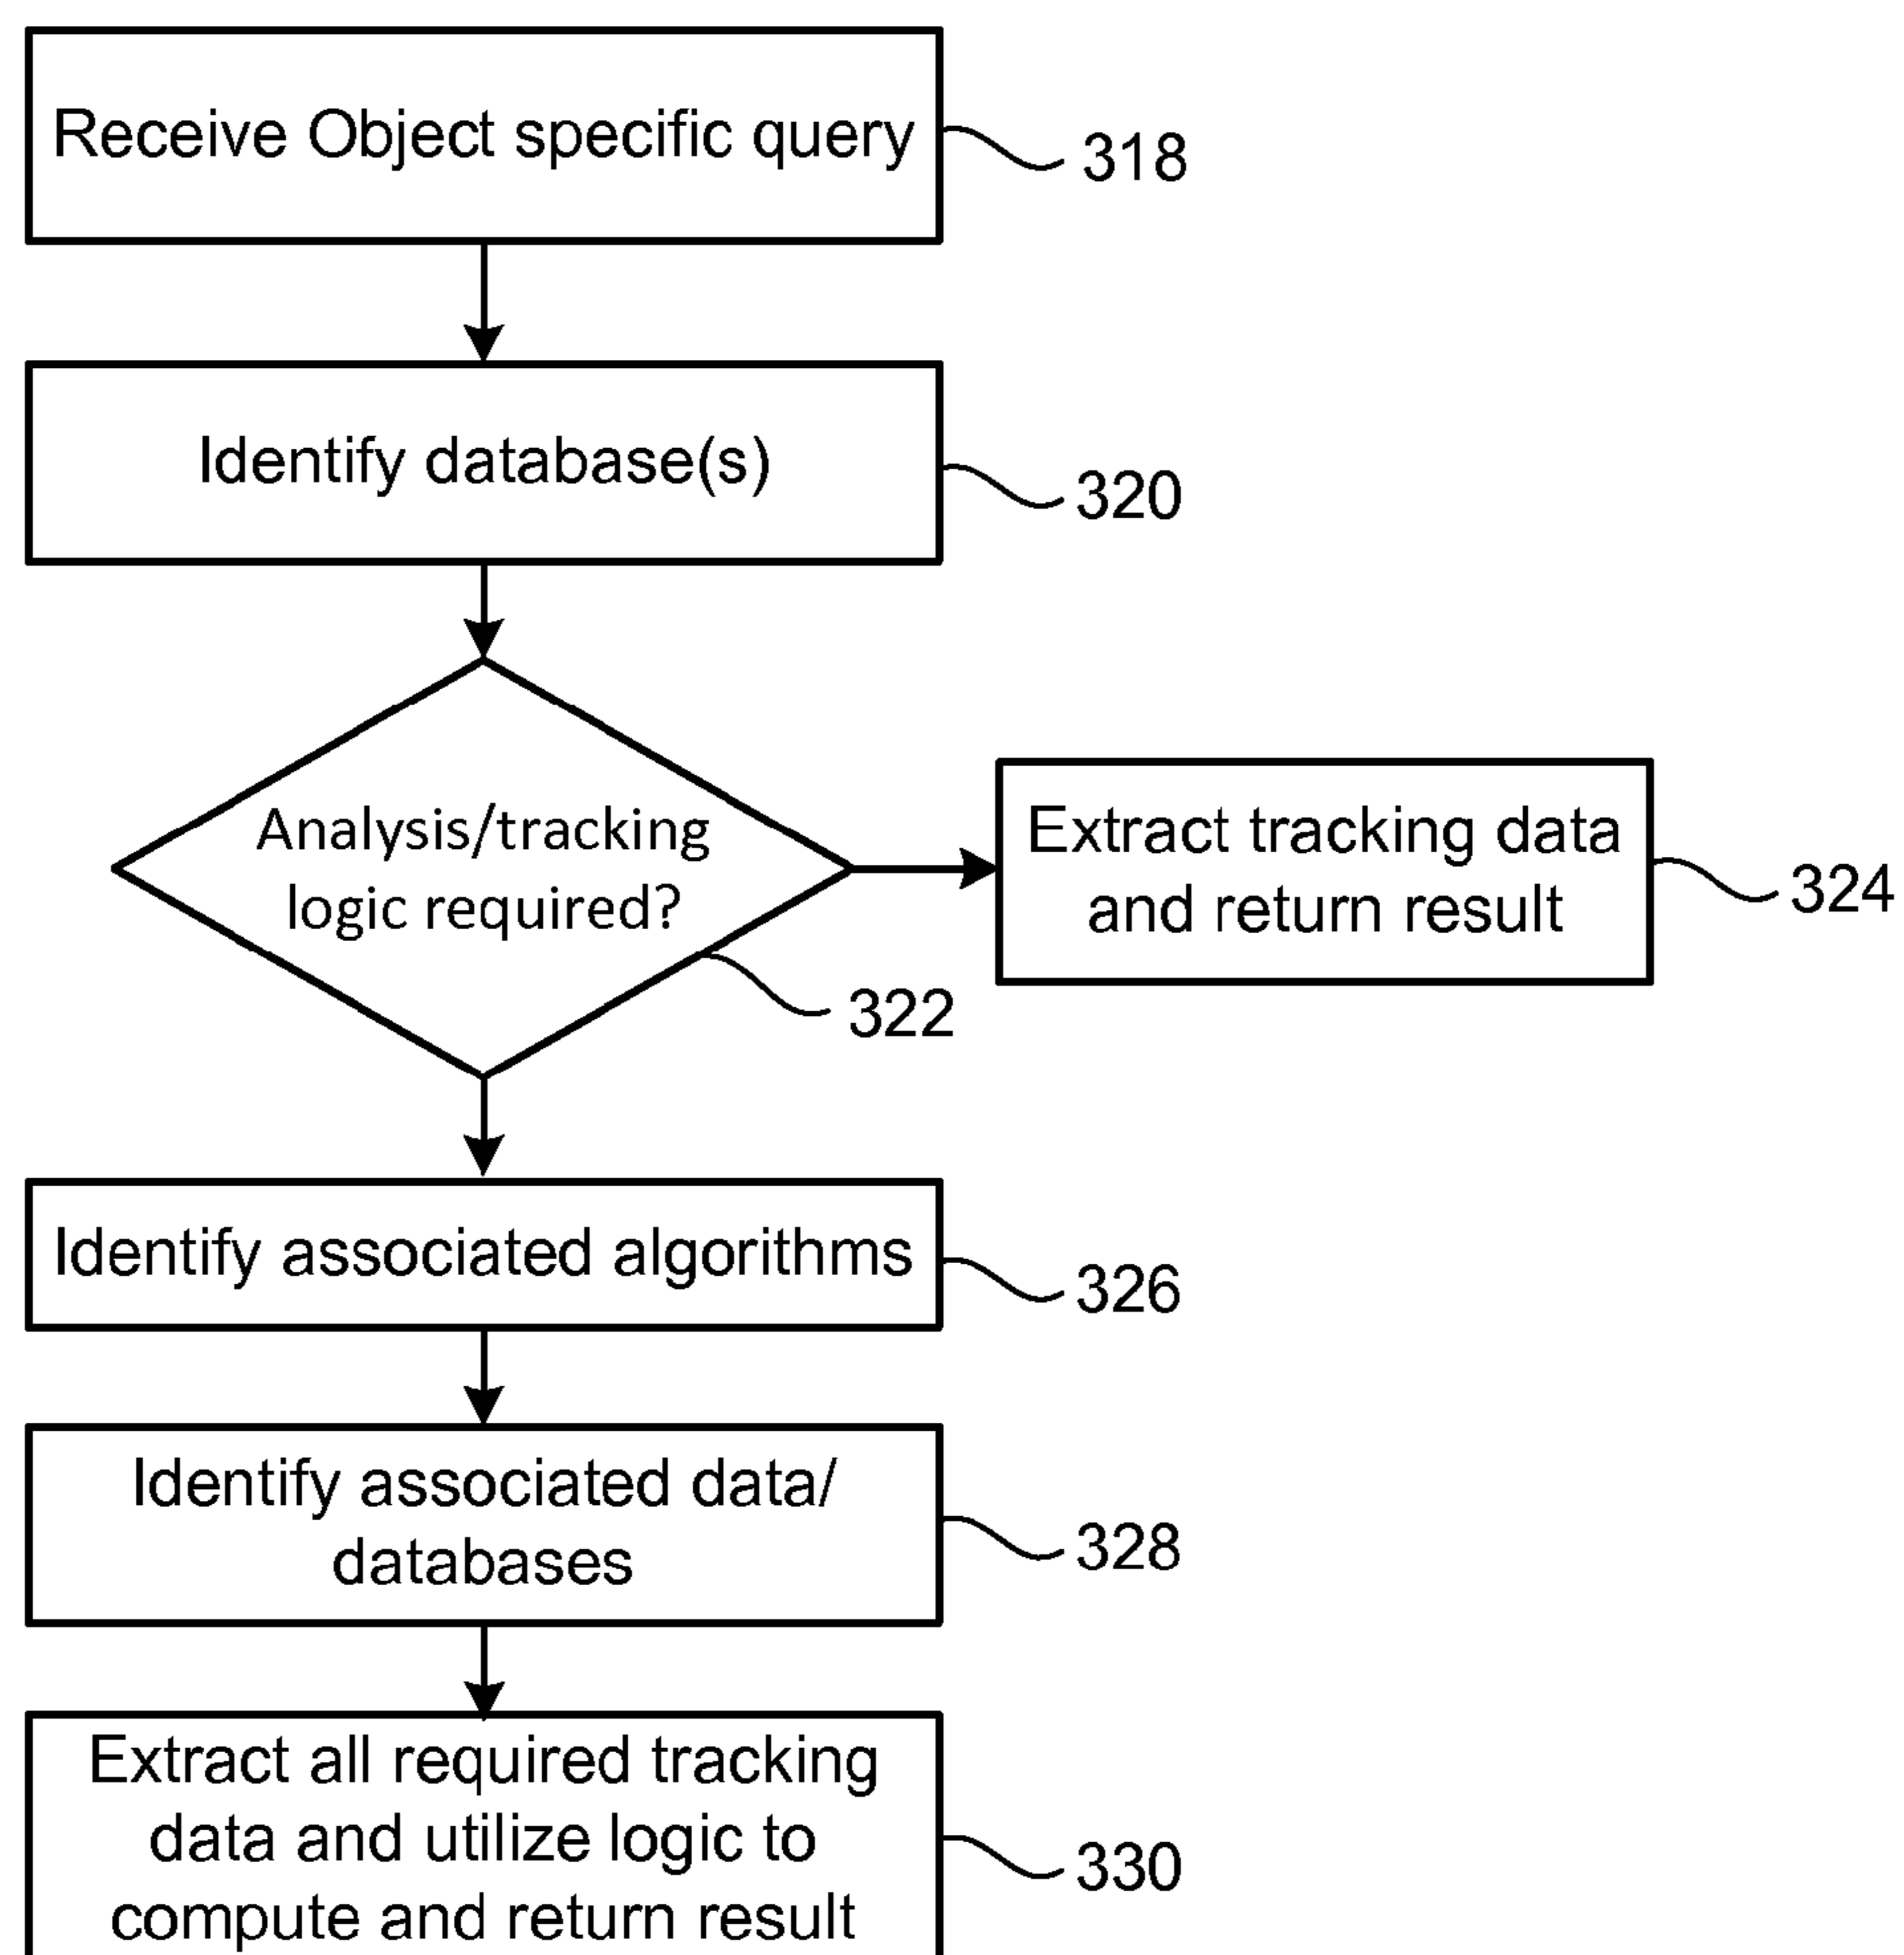 Receive Object specific query
318
Identify database(s)
320
Analysis/tracking
logic required?
322
Extract tracking data
and return result
324
Identify associated algorithms
326
Identify associated data/
databases
328
Extract all required tracking
data and utilize logic to
compute and return result
330